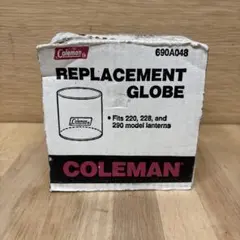 Coleman
690A048
REPLACEMENT
GLOBE
Coleman
• Fits 220, 228, and
290 model lanterns
COLEMAN